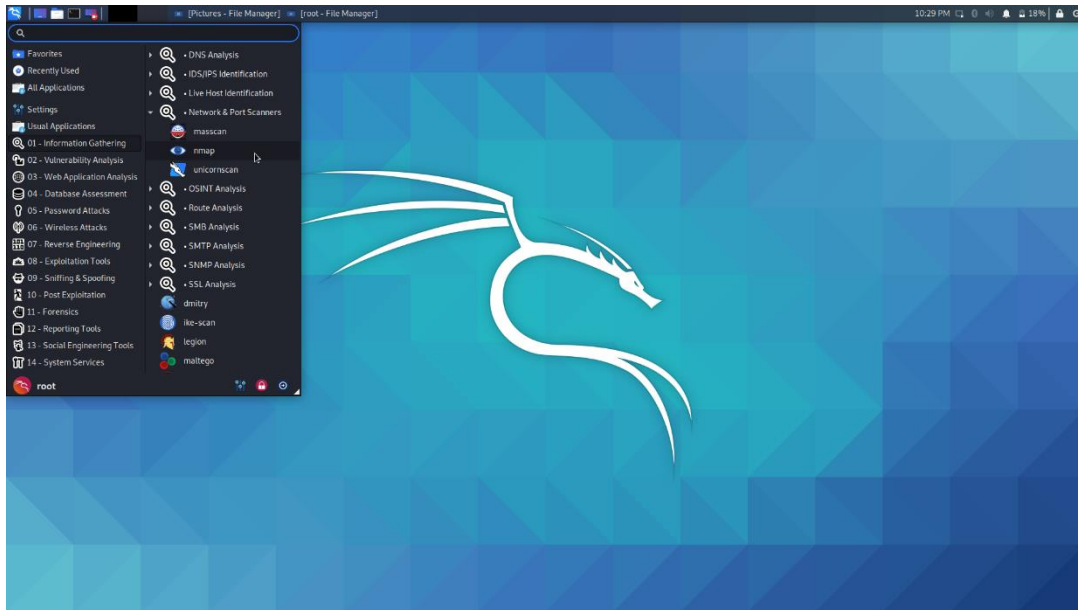 [Pictures - File Manager] [root - File Manager] 10:29 PM 18% G
Favorites
Recently Used
All Applications
Settings
Usual Applications
01 - Information Gathering
02 - Vulnerability Analysis
03 - Web Application Analysis
04 - Database Assessment
05 - Password Attacks
06 - Wireless Attacks
07 - Reverse Engineering
08 - Exploitation Tools
09 - Sniffing & Spoofing
10 - Post Exploitation
11 - Forensics
12 - Reporting Tools
13 - Social Engineering Tools
14 - System Services
• DNS Analysis
• IDS/IPS Identification
• Live Host Identification
• Network & Port Scanners
masscan
nmap
unicornscan
• OSINT Analysis
• Route Analysis
• SMB Analysis
• SMTP Analysis
• SNMP Analysis
• SSL Analysis
dmitry
ike-scan
legion
maltego
root